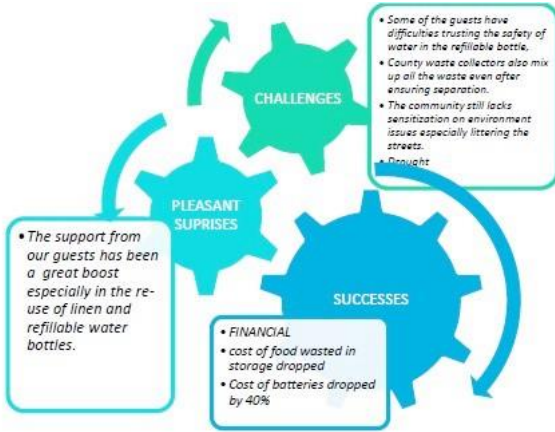 CHALLENGES
• Some of the guests have
difficulties trusting the safety of
water in the refillable bottle,
• County waste collectors also mix
up all the waste even after
ensuring separation.
• The community still lacks
sensitization on environment
issues especially littering the
streets.
• Drought
PLEASANT
SUPRISES
• The support from
our guests has been
a great boost
especially in the re-
use of linen and
refillable water
bottles.
SUCCESSES
• FINANCIAL
• cost of food wasted in
storage dropped
• Cost of batteries dropped
by 40%